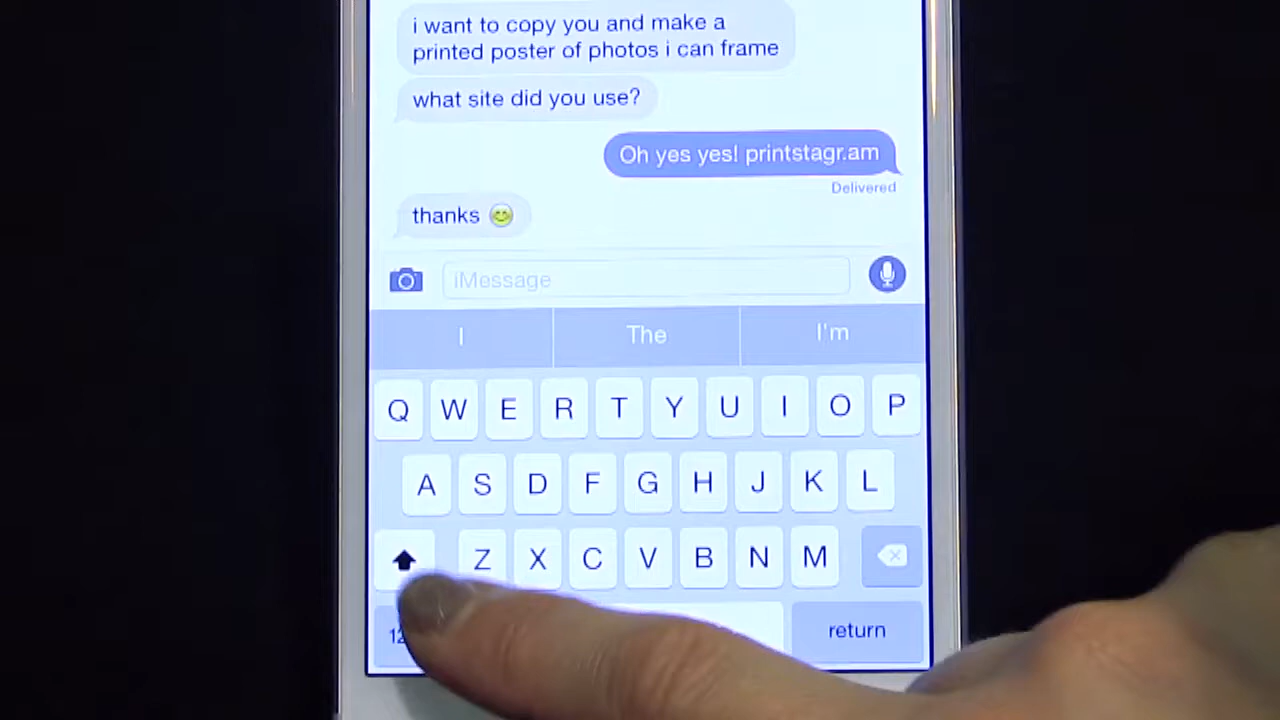 i want to copy you and make a
printed poster of photos i can frame
what site did you use?
Oh yes yes! printstagr.am
Delivered
thanks 😊
iMessage
I The I'm
Q W E R T Y U I O P
A S D F G H J K L
Z X C V B N M
return